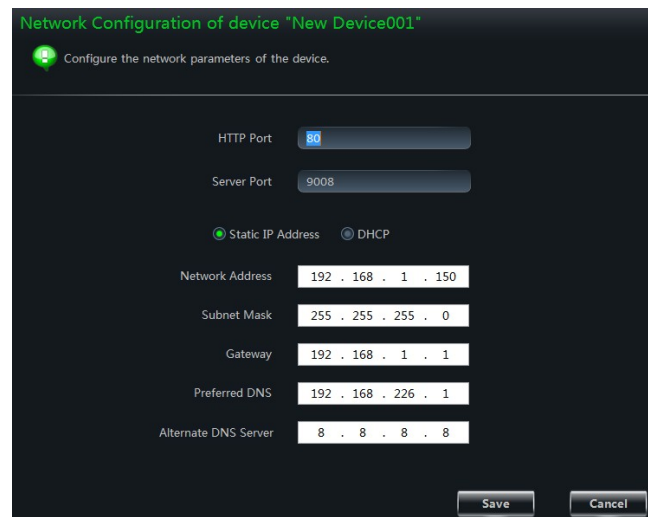 Network Configuration of device "New Device001"
Configure the network parameters of the device.
HTTP Port 80
Server Port 9008
Static IP Address DHCP
Network Address 192 . 168 . 1 . 150
Subnet Mask 255 . 255 . 255 . 0
Gateway 192 . 168 . 1 . 1
Preferred DNS 192 . 168 . 226 . 1
Alternate DNS Server 8 . 8 . 8 . 8
Save Cancel